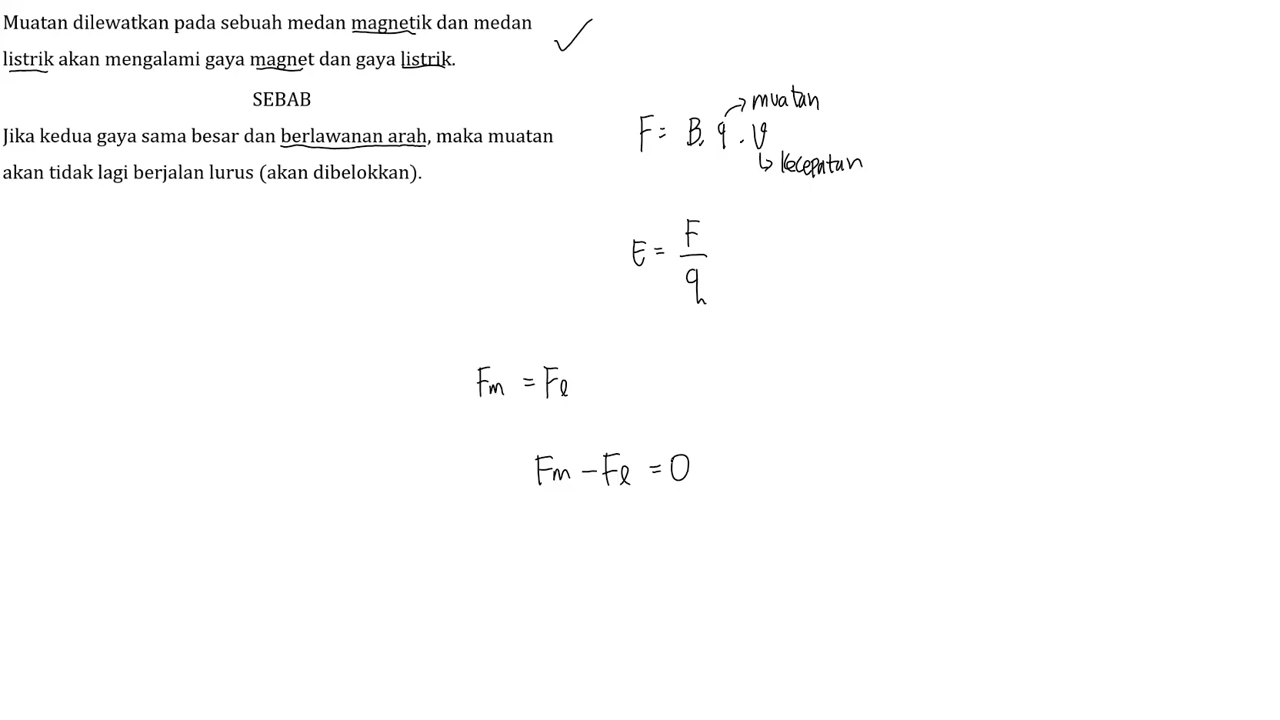 Muatan dilewatkan pada sebuah medan magnetik dan medan
listrik akan mengalami gaya magnet dan gaya listrik.
SEBAB
Jika kedua gaya sama besar dan berlawanan arah, maka muatan
akan tidak lagi berjalan lurus (akan dibelokkan).
→ muatan
F = B. q . v
↳ kecepatan
E = F / q
Fm = Fl
Fm − Fl = 0